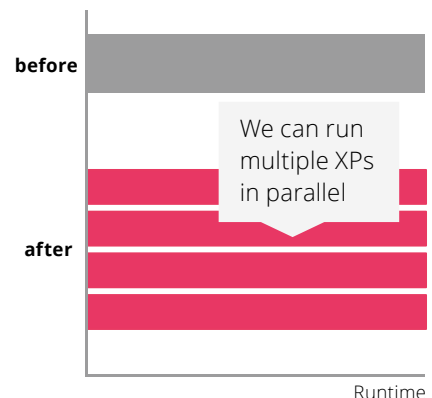 before
We can run
multiple XPs
in parallel
after
Runtime